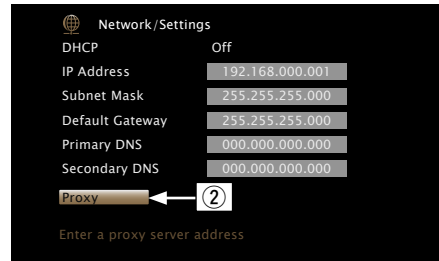 Network/Settings
DHCP Off
IP Address 192.168.000.001
Subnet Mask 255.255.255.000
Default Gateway 255.255.255.000
Primary DNS 000.000.000.000
Secondary DNS 000.000.000.000
Proxy ②
Enter a proxy server address